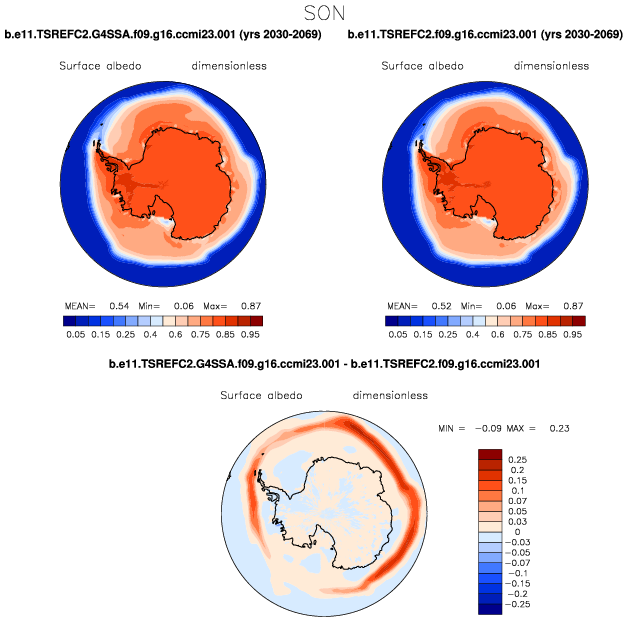 SON
b.e11.TSREFC2.G4SSA.f09.g16.ccmi23.001 (yrs 2030-2069)
b.e11.TSREFC2.f09.g16.ccmi23.001 (yrs 2030-2069)
Surface albedo dimensionless
Surface albedo dimensionless
MEAN= 0.54 Min= 0.06 Max= 0.87
MEAN= 0.52 Min= 0.06 Max= 0.87
0.05 0.15 0.25 0.4 0.6 0.75 0.85 0.95
0.05 0.15 0.25 0.4 0.6 0.75 0.85 0.95
b.e11.TSREFC2.G4SSA.f09.g16.ccmi23.001 - b.e11.TSREFC2.f09.g16.ccmi23.001
Surface albedo dimensionless
MIN = -0.09 MAX = 0.23
0.25
0.2
0.15
0.1
0.07
0.05
0.03
0
-0.03
-0.05
-0.07
-0.1
-0.15
-0.2
-0.25